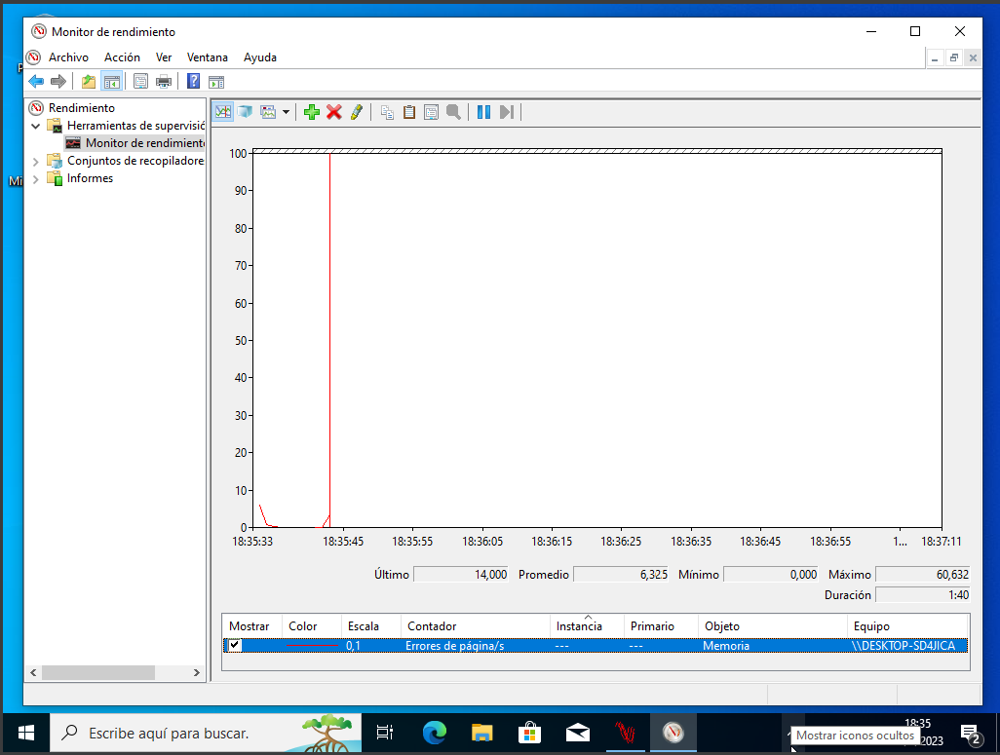 Monitor de rendimiento
Archivo Acción Ver Ventana Ayuda
Rendimiento
Herramientas de supervisió
Monitor de rendimiento
Conjuntos de recopiladore
Informes
Mi
100
90
80
70
60
50
40
30
20
10
0
18:35:33 18:35:45 18:35:55 18:36:05 18:36:15 18:36:25 18:36:35 18:36:45 18:36:55 1... 18:37:11
Último 14,000 Promedio 6,325 Mínimo 0,000 Máximo 60,632
Duración 1:40
Mostrar Color Escala Contador Instancia Primario Objeto Equipo
0,1 Errores de página/s --- --- Memoria \\DESKTOP-SD4JICA
Escribe aquí para buscar.
Mostrar iconos ocultos
18:35
2023
2